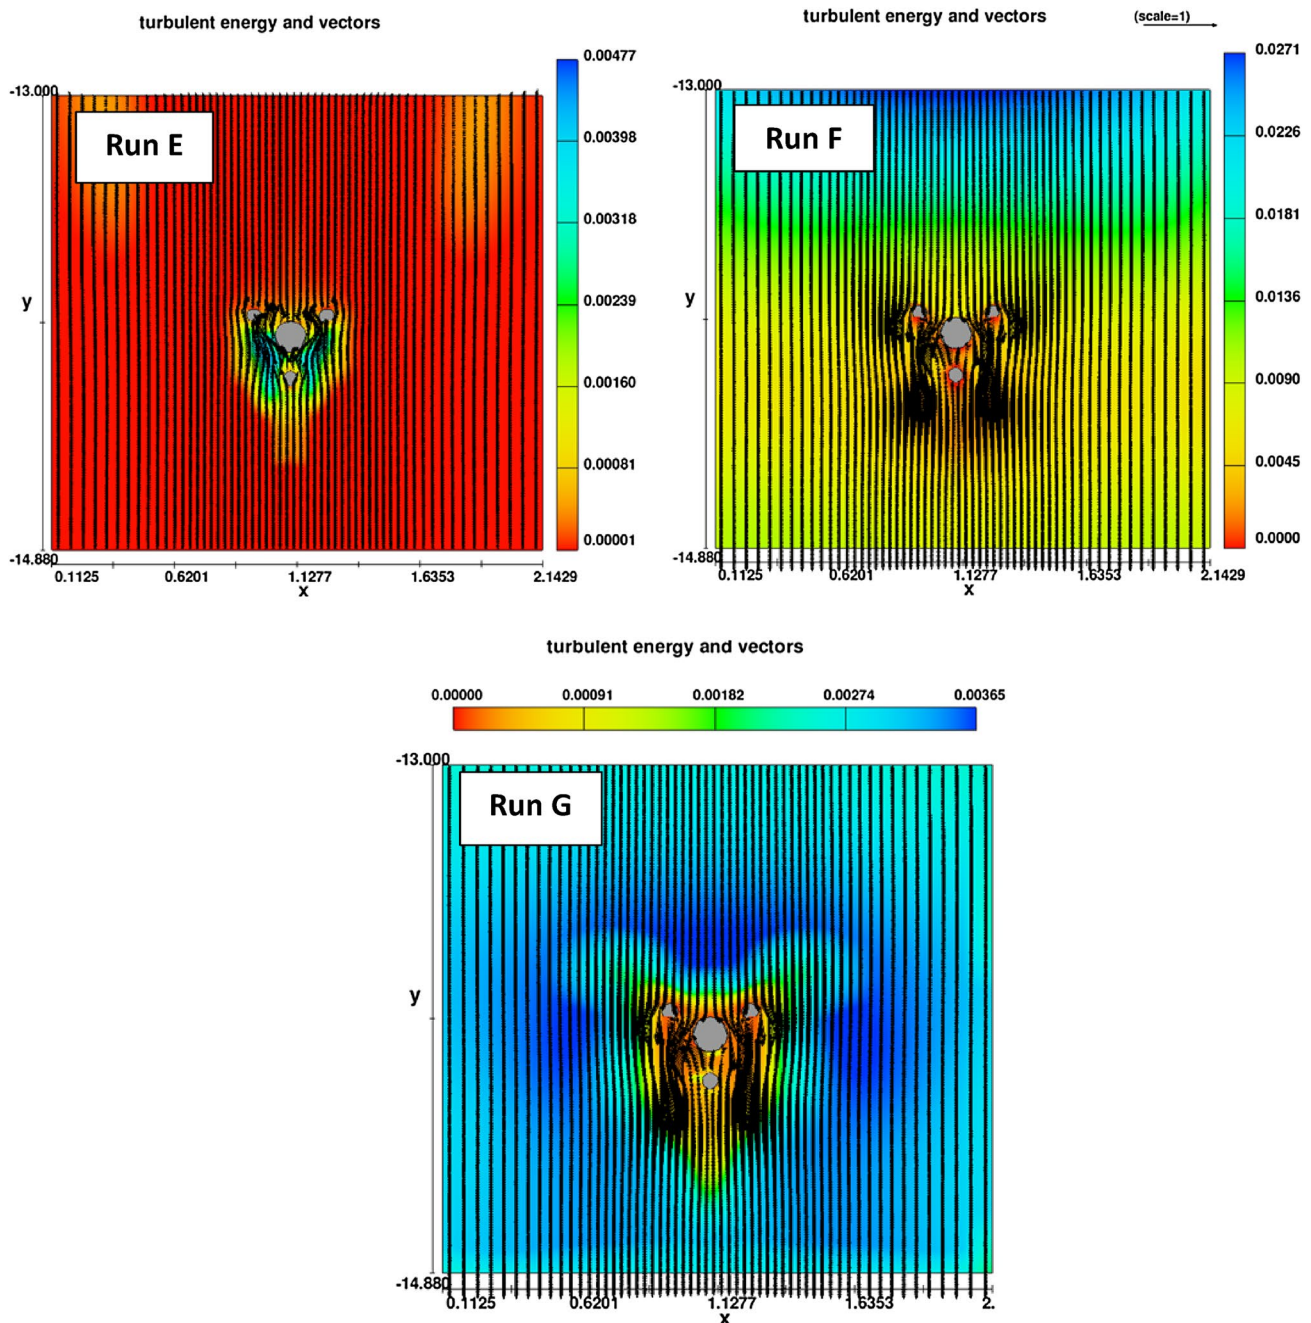 turbulent energy and vectors
0.00477
0.00398
0.00318
0.00239
0.00160
0.00081
0.00001
-13.000
Run E
y
-14.880
0.1125 0.6201 1.1277 1.6353 2.1429
x
turbulent energy and vectors (scale=1)
0.0271
0.0226
0.0181
0.0136
0.0090
0.0045
0.0000
-13.000
Run F
y
-14.880
0.1125 0.6201 1.1277 1.6353 2.1429
x
turbulent energy and vectors
0.00000 0.00091 0.00182 0.00274 0.00365
-13.000
Run G
y
-14.880
0.1125 0.6201 1.1277 1.6353 2.
x